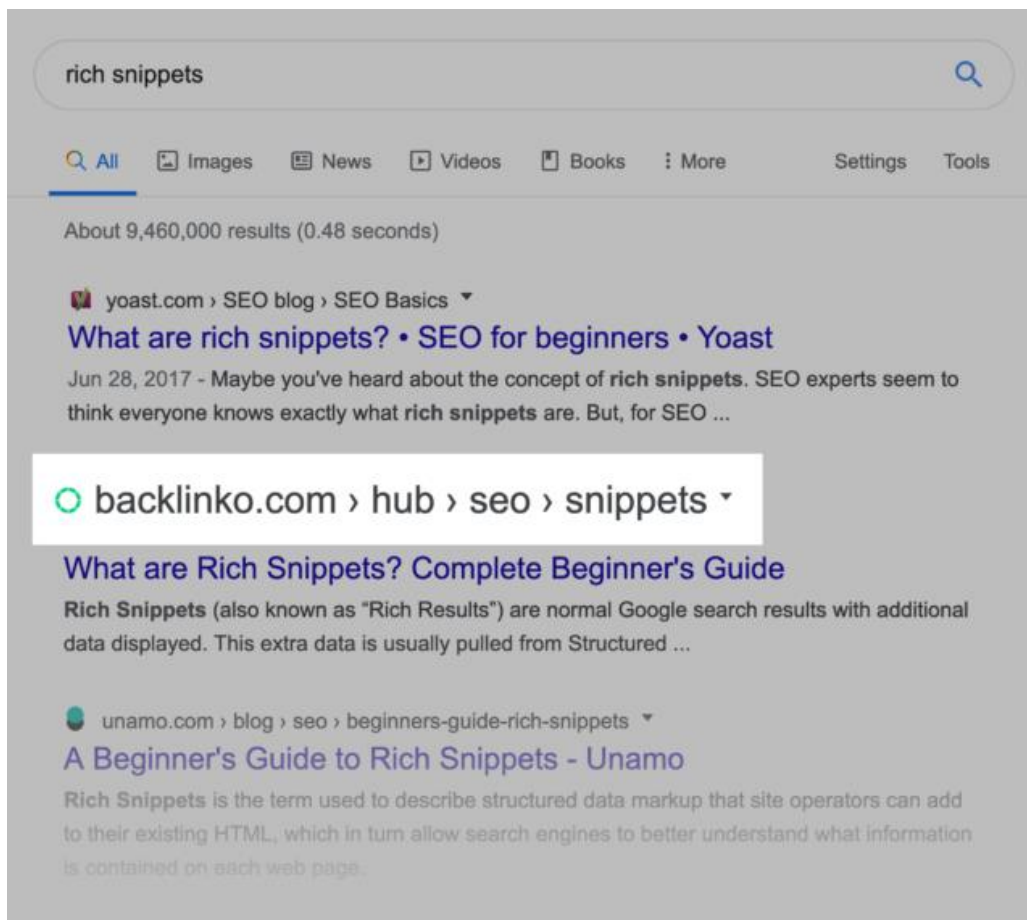 rich snippets
All Images News Videos Books More Settings Tools
About 9,460,000 results (0.48 seconds)
yoast.com › SEO blog › SEO Basics
What are rich snippets? • SEO for beginners • Yoast
Jun 28, 2017 - Maybe you've heard about the concept of rich snippets. SEO experts seem to
think everyone knows exactly what rich snippets are. But, for SEO ...
backlinko.com › hub › seo › snippets
What are Rich Snippets? Complete Beginner's Guide
Rich Snippets (also known as “Rich Results”) are normal Google search results with additional
data displayed. This extra data is usually pulled from Structured ...
unamo.com › blog › seo › beginners-guide-rich-snippets
A Beginner's Guide to Rich Snippets - Unamo
Rich Snippets is the term used to describe structured data markup that site operators can add
to their existing HTML, which in turn allow search engines to better understand what information
is contained on each web page.